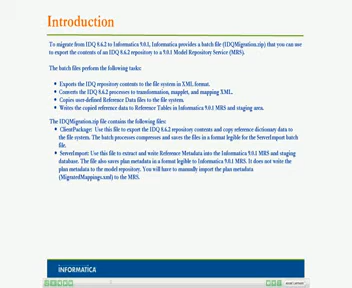 Introduction
To migrate from IDQ 8.6.2 to Informatica 9.0.1, Informatica provides a batch file (IDQMigration.zip) that you can use
to export the contents of an IDQ 8.6.2 repository to a 9.0.1 Model Repository Service (MRS).
The batch files perform the following tasks:
• Exports the IDQ repository contents to the file system in XML format.
• Converts the IDQ 8.6.2 processes to transformation, mapplet, and mapping XML.
• Copies user-defined Reference Data files to the file system.
• Writes the copied reference data to Reference Tables in Informatica 9.0.1 MRS and staging area.
The IDQMigration.zip file contains the following files:
• ClientPackage: Use this file to export the IDQ 8.6.2 repository contents and copy reference dictionary data to
the file system. The batch processes compresses and saves the files in a format legible for the ServerImport batch
file.
• ServerImport: Use this file to extract and write Reference Metadata into the Informatica 9.0.1 MRS and staging
database. The file also saves plan metadata in a format legible to Informatica 9.0.1 MRS. It does not write the
plan metadata to the model repository. You will have to manually import the plan metadata
(MigratedMappings.xml) to the MRS.
INFORMATICA